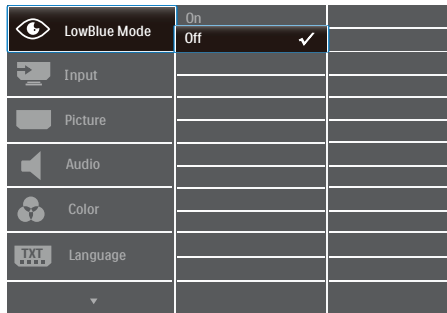 LowBlue Mode
On
Off
Input
Picture
Audio
Color
TXT
Language